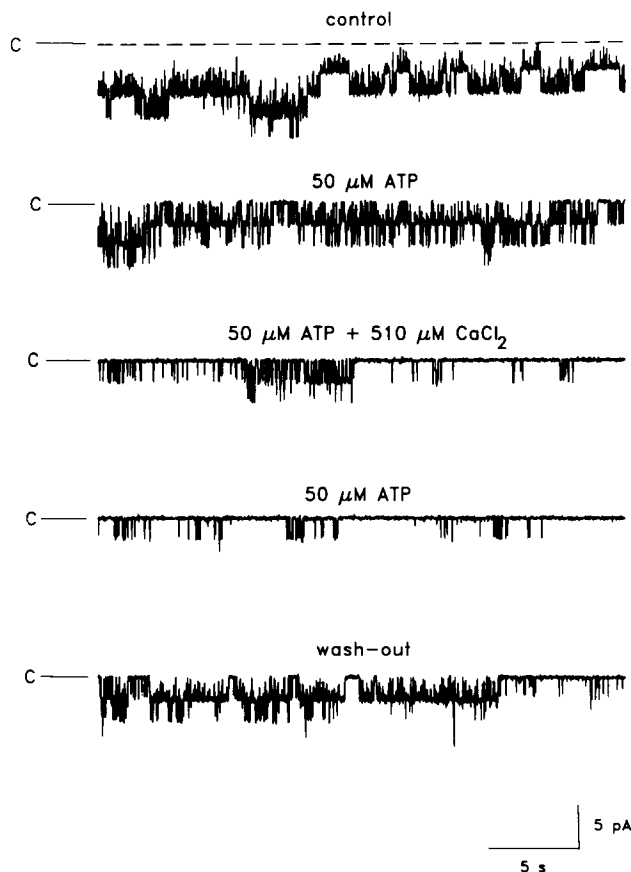 control
C
50 μM ATP
C
50 μM ATP + 510 μM CaCl₂
C
50 μM ATP
C
wash-out
C
5 pA
5 s